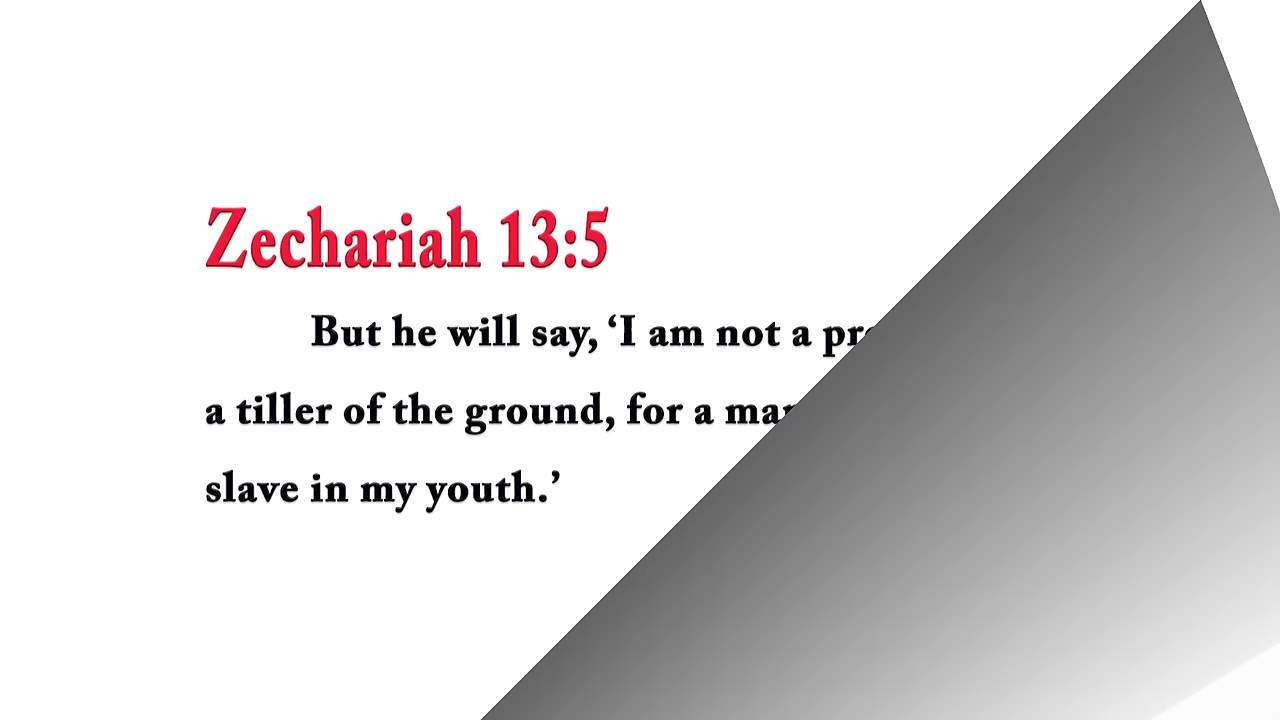 Zechariah 13:5
But he will say, ‘I am not a
a tiller of the ground, for a
slave in my youth.’